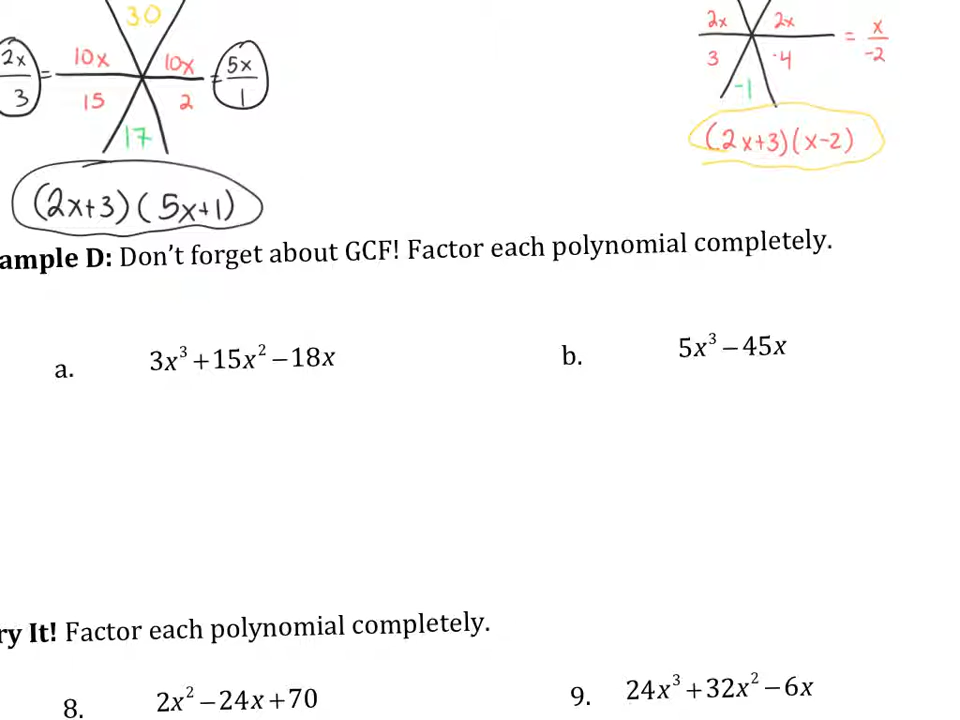 30
2x/3 = 10x 10x = 5x/1
15 2
17
(2x+3)(5x+1)
2x 2x = x/-2
3 -4
-1
(2x+3)(x-2)
ample D: Don't forget about GCF! Factor each polynomial completely.
a. 3x³+15x²−18x b. 5x³−45x
ry It! Factor each polynomial completely.
8. 2x²−24x+70 9. 24x³+32x²−6x